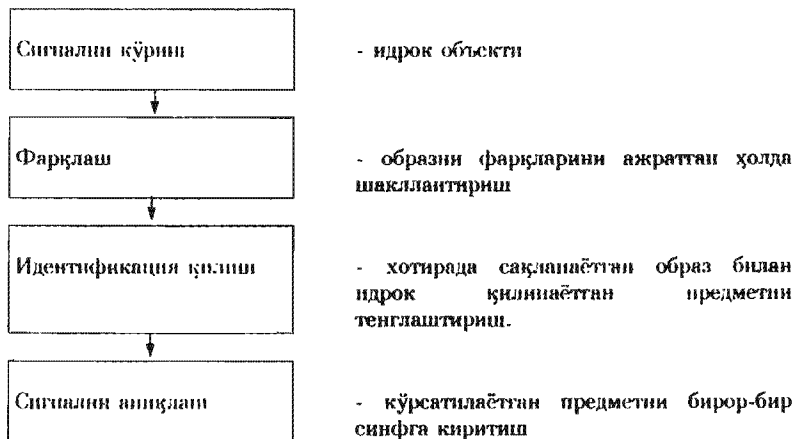 Сигнални кўриш
- идрок объекти
Фарқлаш
- образни фарқларини ажратган ҳолда
шакллантириш
Идентификация қилиш
- хотирада сақланаётган образ билан
идрок қилинаётган предметни
тенглаштириш.
Сигнални аниқлаш
- кўрсатилаётган предметни бирор-бир
синфга киритиш